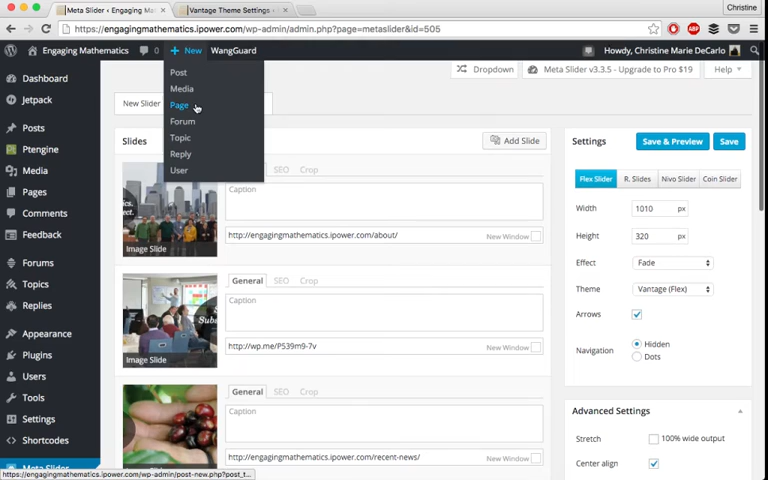 Meta Slider ‹ Engaging M
Vantage Theme Settings ‹
Christine
https://engagingmathematics.ipower.com/wp-admin/admin.php?page=metaslider&id=505
Engaging Mathematics
0
+ New
WangGuard
Howdy, Christine Marie DeCarlo
Post
Media
Page
Forum
Topic
Reply
User
Dashboard
Jetpack
Posts
Ptengine
Media
Pages
Comments
Feedback
Forums
Topics
Replies
Appearance
Plugins
Users
Tools
Settings
Shortcodes
Meta Slider
Dropdown
Meta Slider v3.3.5 - Upgrade to Pro $19
Help
New Slider
Slides
Add Slide
SEO
Crop
Caption
http://engagingmathematics.ipower.com/about/
New Window
Image Slide
General
SEO
Crop
Caption
http://wp.me/P539m9-7v
New Window
Image Slide
General
SEO
Crop
Caption
http://engagingmathematics.ipower.com/recent-news/
New Window
Settings
Save & Preview
Save
Flex Slider
R. Slides
Nivo Slider
Coin Slider
Width
1010
px
Height
320
px
Effect
Fade
Theme
Vantage (Flex)
Arrows
Navigation
Hidden
Dots
Advanced Settings
Stretch
100% wide output
Center align
http://engagingmathematics.ipower.com/wp-admin/post-new.php?post_t...